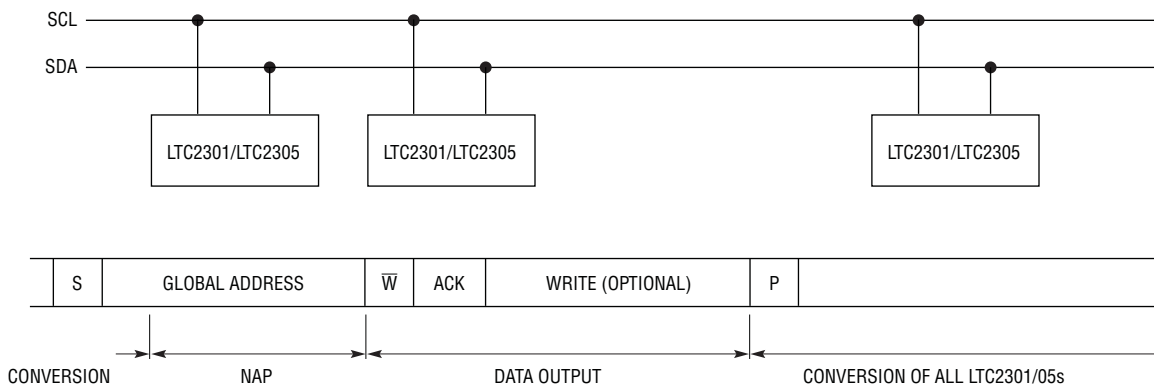 SCL
SDA
LTC2301/LTC2305 LTC2301/LTC2305 LTC2301/LTC2305
S GLOBAL ADDRESS W̅ ACK WRITE (OPTIONAL) P
CONVERSION NAP DATA OUTPUT CONVERSION OF ALL LTC2301/05s